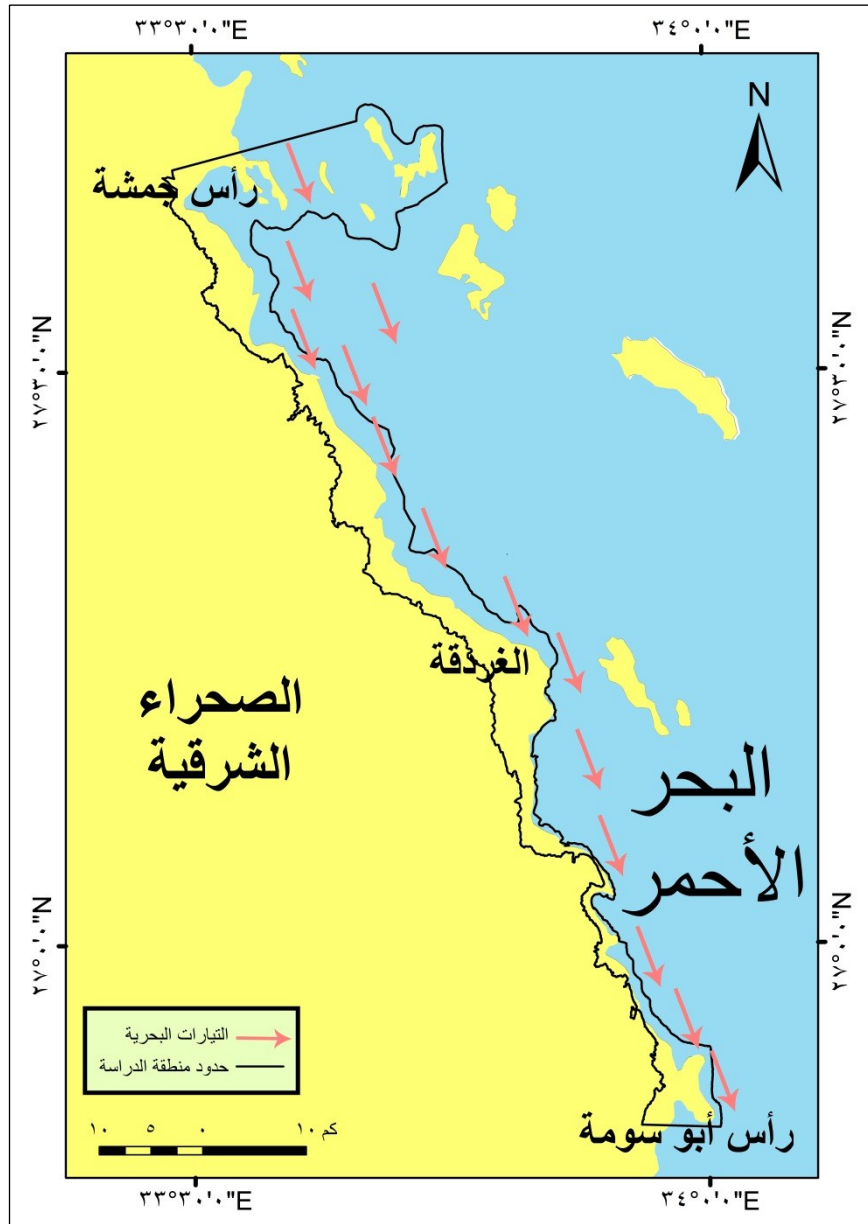 ٣٣°٣٠'٠"E
٣٤°٠'٠"E
N
رأس جمشة
٢٧°٣٠'٠"N
٢٧°٣٠'٠"N
الغردقة
الصحراء
الشرقية
البحر
الأحمر
٢٧°٠'٠"N
٢٧°٠'٠"N
التيارات البحرية
حدود منطقة الدراسة
رأس أبو سومة
١٠ ٥ ٠ ١٠ كم
٣٣°٣٠'٠"E
٣٤°٠'٠"E